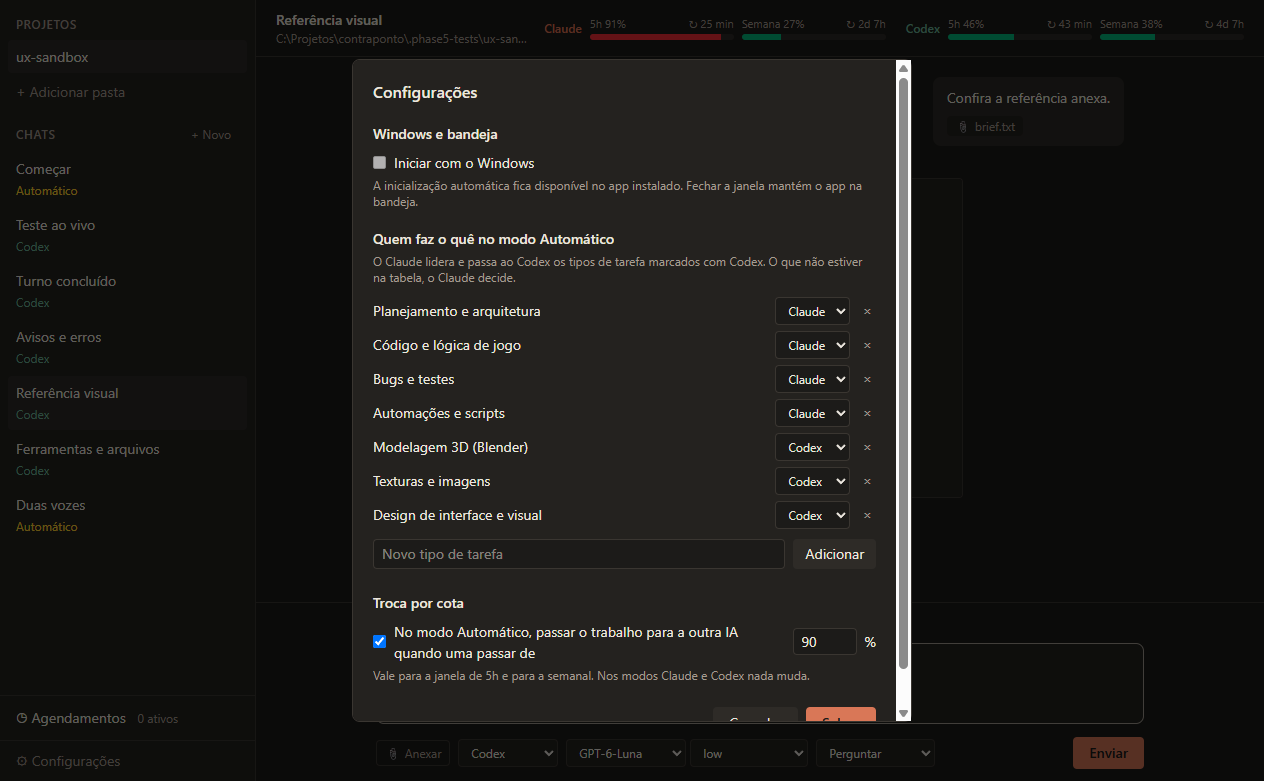 PROJETOS
ux-sandbox
+ Adicionar pasta
CHATS
+ Novo
Começar
Automático
Teste ao vivo
Codex
Turno concluído
Codex
Avisos e erros
Codex
Referência visual
Codex
Ferramentas e arquivos
Codex
Duas vozes
Automático
Agendamentos 0 ativos
Configurações
Referência visual
C:\Projetos\contraponto\.phase5-tests\ux-san...
Claude 5h 91% ↻ 25 min Semana 27% ↻ 2d 7h
Codex 5h 46% ↻ 43 min Semana 38% ↻ 4d 7h
Confira a referência anexa.
brief.txt
Configurações
Windows e bandeja
Iniciar com o Windows
A inicialização automática fica disponível no app instalado. Fechar a janela mantém o app na
bandeja.
Quem faz o quê no modo Automático
O Claude lidera e passa ao Codex os tipos de tarefa marcados com Codex. O que não estiver
na tabela, o Claude decide.
Planejamento e arquitetura Claude ×
Código e lógica de jogo Claude ×
Bugs e testes Claude ×
Automações e scripts Claude ×
Modelagem 3D (Blender) Codex ×
Texturas e imagens Codex ×
Design de interface e visual Codex ×
Novo tipo de tarefa Adicionar
Troca por cota
No modo Automático, passar o trabalho para a outra IA
quando uma passar de
90 %
Vale para a janela de 5h e para a semanal. Nos modos Claude e Codex nada muda.
Anexar Codex GPT-6-Luna low Perguntar Enviar